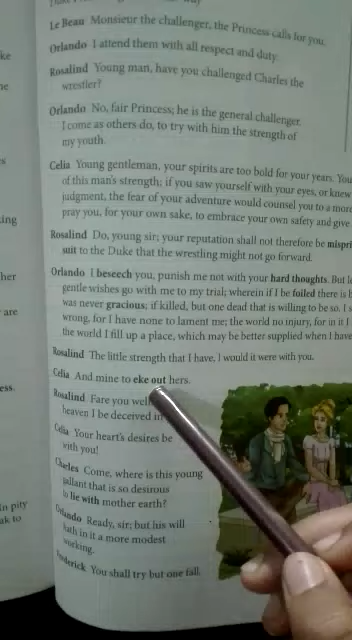 Le Beau Monsieur the challenger, the Princess calls for you.
Orlando I attend them with all respect and duty.
Rosalind Young man, have you challenged Charles the
wrestler?
Orlando No, fair Princess; he is the general challenger.
I come as others do, to try with him the strength of
my youth.
Celia Young gentleman, your spirits are too bold for your years. You
of this man's strength; if you saw yourself with your eyes, or knew
judgment, the fear of your adventure would counsel you to a more
pray you, for your own sake, to embrace your own safety and give
Rosalind Do, young sir; your reputation shall not therefore be mispri
suit to the Duke that the wrestling might not go forward.
Orlando I beseech you, punish me not with your hard thoughts. But le
gentle wishes go with me to my trial; wherein if I be foiled there is b
was never gracious; if killed, but one dead that is willing to be so. I s
wrong, for I have none to lament me; the world no injury, for in it I
the world I fill up a place, which may be better supplied when I have
Rosalind The little strength that I have, I would it were with you.
Celia And mine to eke out hers.
Rosalind Fare you well
heaven I be deceived in
Celia Your heart's desires be
with you!
Charles Come, where is this young
gallant that is so desirous
to lie with mother earth?
Orlando Ready, sir; but his will
hath in it a more modest
working.
Frederick You shall try but one fall.
ke
ne
s
ing
her
are
ess.
n pity
ak to